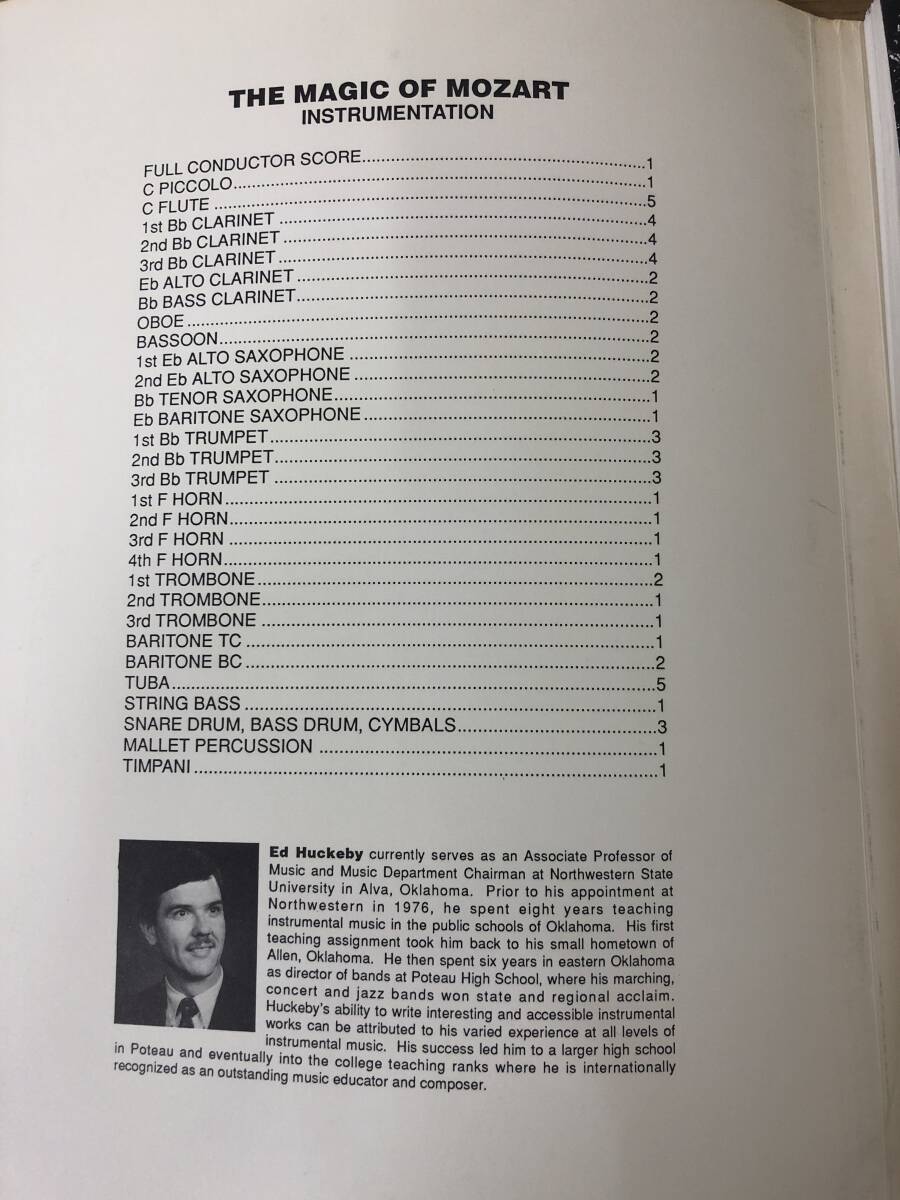 THE MAGIC OF MOZART
INSTRUMENTATION
FULL CONDUCTOR SCORE....................1
C PICCOLO....................1
C FLUTE ....................5
1st Bb CLARINET ....................4
2nd Bb CLARINET ....................4
3rd Bb CLARINET ....................4
Eb ALTO CLARINET ....................2
Bb BASS CLARINET....................2
OBOE ....................2
BASSOON....................2
1st Eb ALTO SAXOPHONE ....................2
2nd Eb ALTO SAXOPHONE ....................2
Bb TENOR SAXOPHONE....................1
Eb BARITONE SAXOPHONE ....................1
1st Bb TRUMPET....................3
2nd Bb TRUMPET....................3
3rd Bb TRUMPET ....................3
1st F HORN....................1
2nd F HORN....................1
3rd F HORN ....................1
4th F HORN....................1
1st TROMBONE....................2
2nd TROMBONE....................1
3rd TROMBONE ....................1
BARITONE TC ....................1
BARITONE BC ....................2
TUBA....................5
STRING BASS ....................1
SNARE DRUM, BASS DRUM, CYMBALS....................3
MALLET PERCUSSION ....................1
TIMPANI ....................1
Ed Huckeby currently serves as an Associate Professor of
Music and Music Department Chairman at Northwestern State
University in Alva, Oklahoma. Prior to his appointment at
Northwestern in 1976, he spent eight years teaching
instrumental music in the public schools of Oklahoma. His first
teaching assignment took him back to his small hometown of
Allen, Oklahoma. He then spent six years in eastern Oklahoma
as director of bands at Poteau High School, where his marching,
concert and jazz bands won state and regional acclaim.
Huckeby's ability to write interesting and accessible instrumental
works can be attributed to his varied experience at all levels of
instrumental music. His success led him to a larger high school
in Poteau and eventually into the college teaching ranks where he is internationally
recognized as an outstanding music educator and composer.